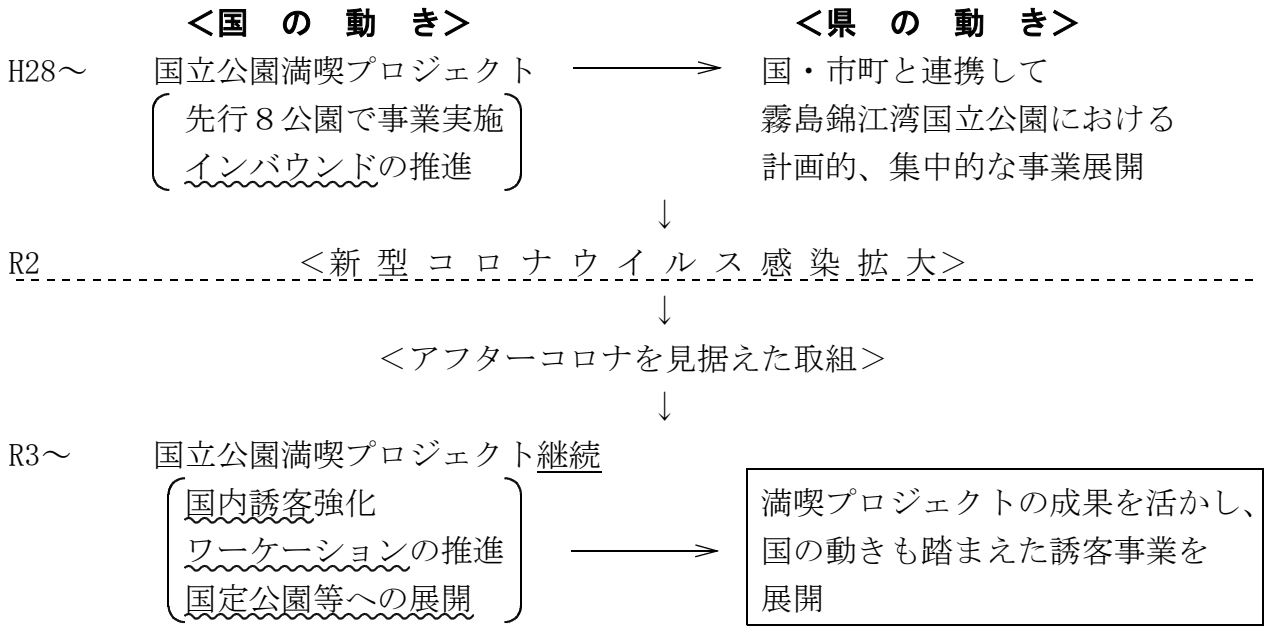 ＜国の動き＞ ＜県の動き＞
H28～ 国立公園満喫プロジェクト → 国・市町と連携して
先行８公園で事業実施 霧島錦江湾国立公園における
インバウンドの推進 計画的、集中的な事業展開
↓
R2 ＜新型コロナウイルス感染拡大＞
↓
＜アフターコロナを見据えた取組＞
↓
R3～ 国立公園満喫プロジェクト継続
国内誘客強化 満喫プロジェクトの成果を活かし、
ワーケーションの推進 → 国の動きも踏まえた誘客事業を
国定公園等への展開 展開